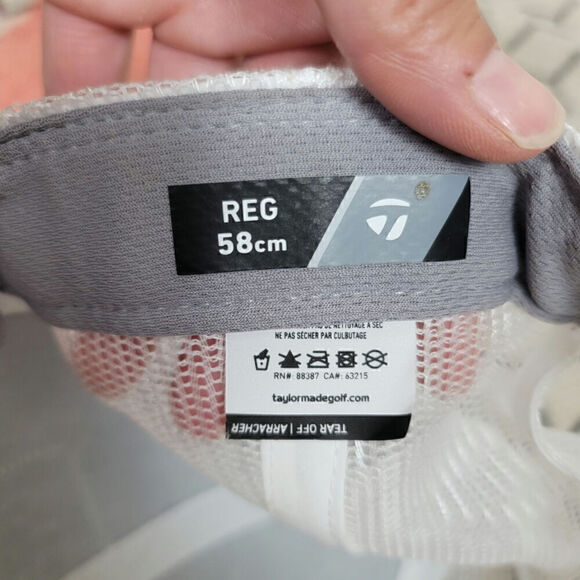 REG
58cm
NE PAS SÉCHER PAR CULBUTAGE
RN#: 88387 CA#: 63215
taylormadegolf.com
TEAR OFF | ARRACHER